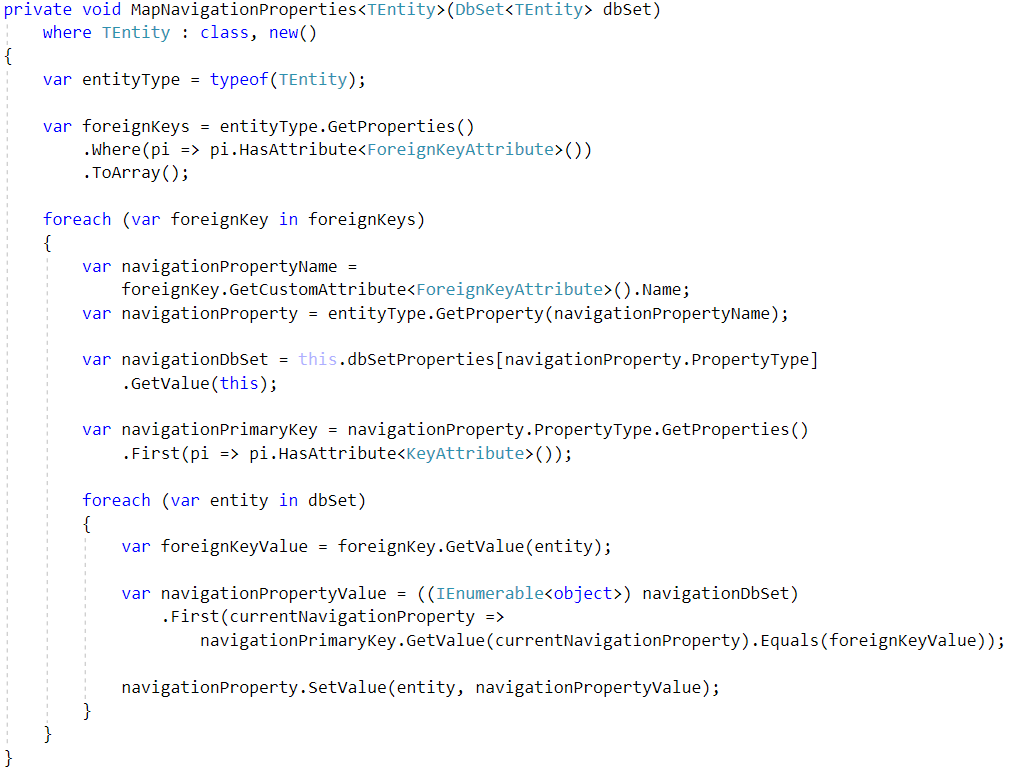 private void MapNavigationProperties<TEntity>(DbSet<TEntity> dbSet)
    where TEntity : class, new()
{
    var entityType = typeof(TEntity);

    var foreignKeys = entityType.GetProperties()
        .Where(pi => pi.HasAttribute<ForeignKeyAttribute>())
        .ToArray();

    foreach (var foreignKey in foreignKeys)
    {
        var navigationPropertyName =
            foreignKey.GetCustomAttribute<ForeignKeyAttribute>().Name;
        var navigationProperty = entityType.GetProperty(navigationPropertyName);

        var navigationDbSet = this.dbSetProperties[navigationProperty.PropertyType]
            .GetValue(this);

        var navigationPrimaryKey = navigationProperty.PropertyType.GetProperties()
            .First(pi => pi.HasAttribute<KeyAttribute>());

        foreach (var entity in dbSet)
        {
            var foreignKeyValue = foreignKey.GetValue(entity);

            var navigationPropertyValue = ((IEnumerable<object>) navigationDbSet)
                .First(currentNavigationProperty =>
                    navigationPrimaryKey.GetValue(currentNavigationProperty).Equals(foreignKeyValue));

            navigationProperty.SetValue(entity, navigationPropertyValue);
        }
    }
}